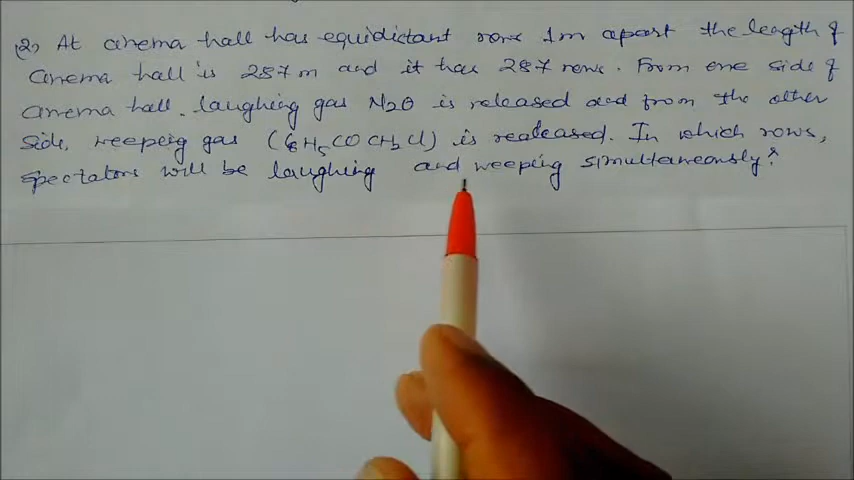 (2) At cinema hall has equidistant rows 1m apart the length of
cinema hall is 287 m and it has 287 rows. From one side of
cinema hall. laughing gas N2O is released and from the other
side, weeping gas (C6H5COCH2Cl) is realeased. In which rows,
spectators will be laughing and weeping simultaneously?